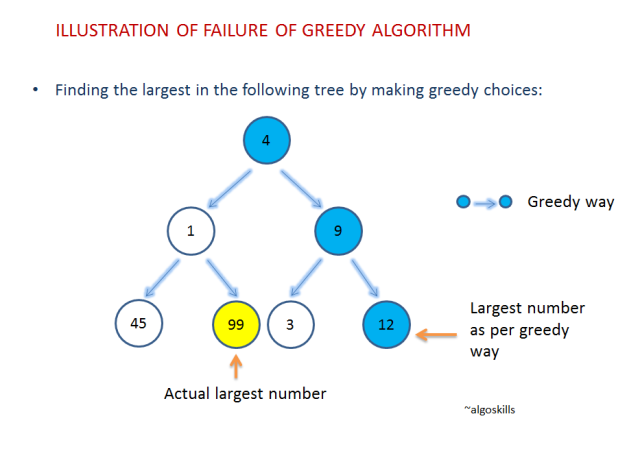 ILLUSTRATION OF FAILURE OF GREEDY ALGORITHM
• Finding the largest in the following tree by making greedy choices:
4
Greedy way
1
9
45
99
3
12
Largest number
as per greedy
way
Actual largest number
~algoskills